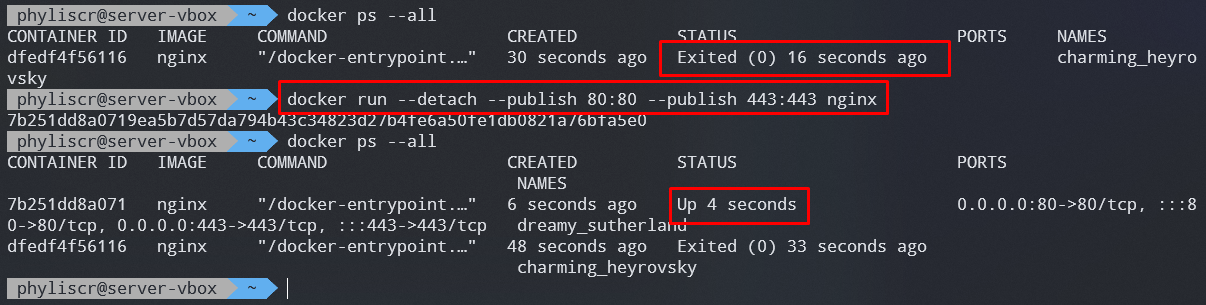 phyliscr@server-vbox ~ docker ps --all
CONTAINER ID IMAGE COMMAND CREATED STATUS PORTS NAMES
dfedf4f56116 nginx "/docker-entrypoint.…" 30 seconds ago Exited (0) 16 seconds ago charming_heyro
vsky
phyliscr@server-vbox ~ docker run --detach --publish 80:80 --publish 443:443 nginx
7b251dd8a0719ea5b7d57da794b43c34823d27b4fe6a50fe1db0821a76bfa5e0
phyliscr@server-vbox ~ docker ps --all
CONTAINER ID IMAGE COMMAND CREATED STATUS PORTS
NAMES
7b251dd8a071 nginx "/docker-entrypoint.…" 6 seconds ago Up 4 seconds 0.0.0.0:80->80/tcp, :::8
0->80/tcp, 0.0.0.0:443->443/tcp, :::443->443/tcp dreamy_sutherland
dfedf4f56116 nginx "/docker-entrypoint.…" 48 seconds ago Exited (0) 33 seconds ago
charming_heyrovsky
phyliscr@server-vbox ~